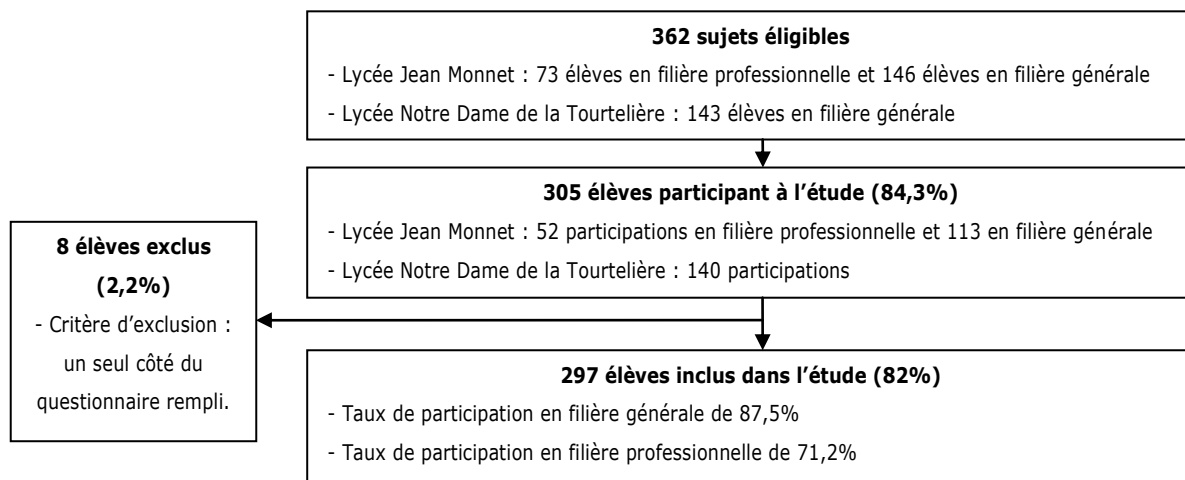 362 sujets éligibles
- Lycée Jean Monnet : 73 élèves en filière professionnelle et 146 élèves en filière générale
- Lycée Notre Dame de la Tourtelière : 143 élèves en filière générale
305 élèves participant à l’étude (84,3%)
- Lycée Jean Monnet : 52 participations en filière professionnelle et 113 en filière générale
- Lycée Notre Dame de la Tourtelière : 140 participations
8 élèves exclus
(2,2%)
- Critère d’exclusion :
un seul côté du
questionnaire rempli.
297 élèves inclus dans l’étude (82%)
- Taux de participation en filière générale de 87,5%
- Taux de participation en filière professionnelle de 71,2%